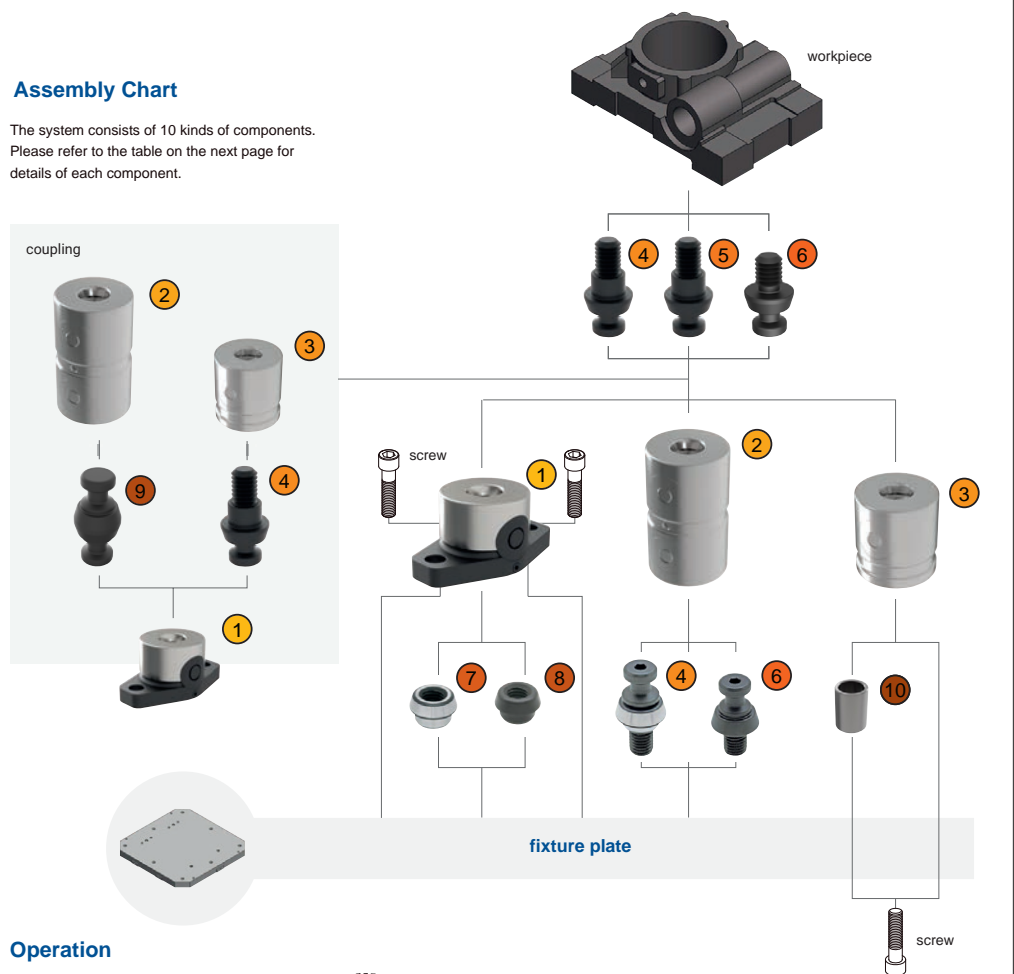 workpiece
Assembly Chart
The system consists of 10 kinds of components.
Please refer to the table on the next page for
details of each component.
coupling
4
5
6
2
3
2
screw
1
3
9
4
1
7
8
4
6
10
fixture plate
screw
Operation